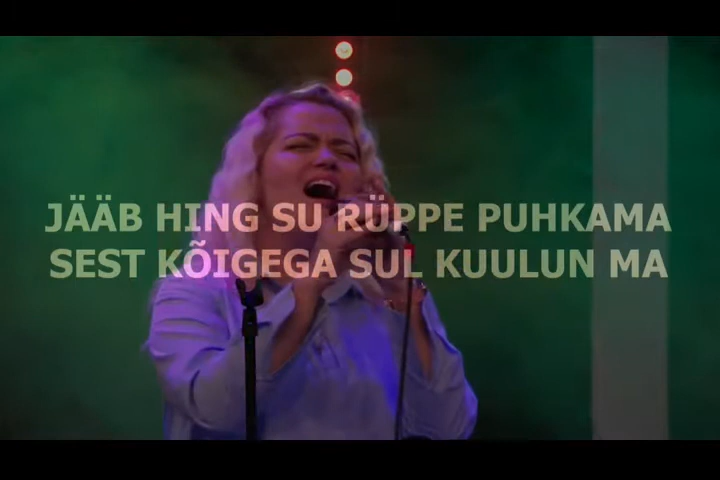 JÄÄB HING SU RÜPPE PUHKAMA
SEST KÕIGEGA SUL KUULUN MA